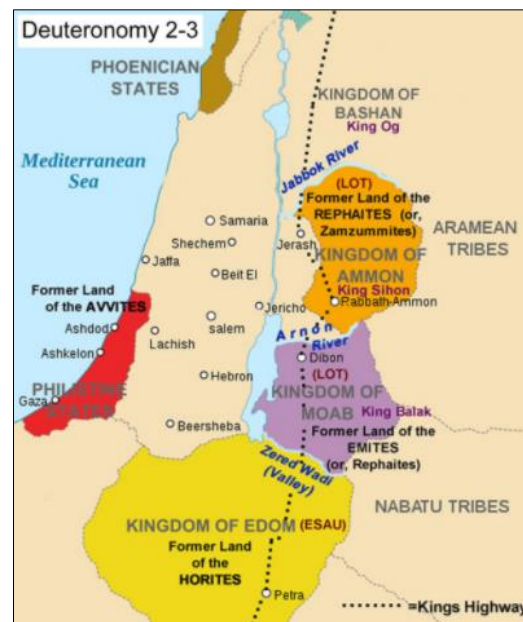 Deuteronomy 2-3
PHOENICIAN
STATES
KINGDOM OF
BASHAN
King Og
Mediterranean
Sea
Jabbok River
(LOT)
Former Land of the
REPHAITES (or,
Zamzummites)
ARAMEAN
TRIBES
Samaria
Shechem
Jerash
KINGDOM OF
AMMON
King Sihon
Jaffa
Beit El
Former Land
of the AVVITES
Jericho
Rabbath-Ammon
Ashdod
salem
Lachish
Arnon
River
Ashkelon
Dibon
(LOT)
Hebron
KINGDOM OF
MOAB
King Balak
PHILISTINE
STATES
Gaza
Former Land of the
EMITES
(or, Rephaites)
Beersheba
Zered Wadi
(Valley)
NABATU TRIBES
KINGDOM OF EDOM (ESAU)
Former Land
of the
HORITES
Petra
=Kings Highway